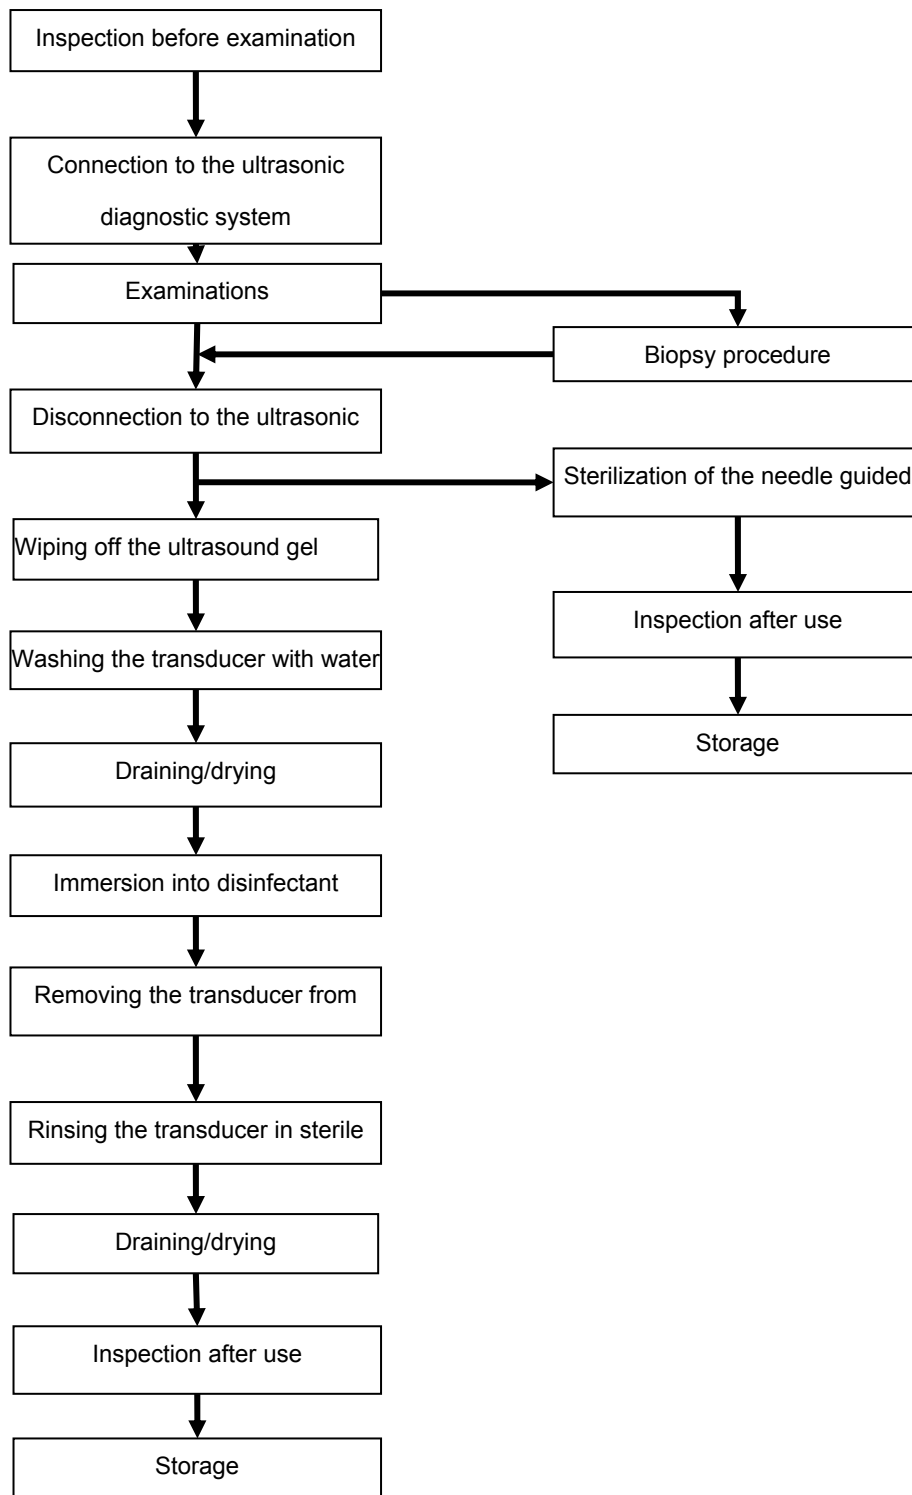 Inspection before examination
Connection to the ultrasonic
diagnostic system
Examinations
Biopsy procedure
Disconnection to the ultrasonic
Sterilization of the needle guided
Wiping off the ultrasound gel
Inspection after use
Washing the transducer with water
Storage
Draining/drying
Immersion into disinfectant
Removing the transducer from
Rinsing the transducer in sterile
Draining/drying
Inspection after use
Storage